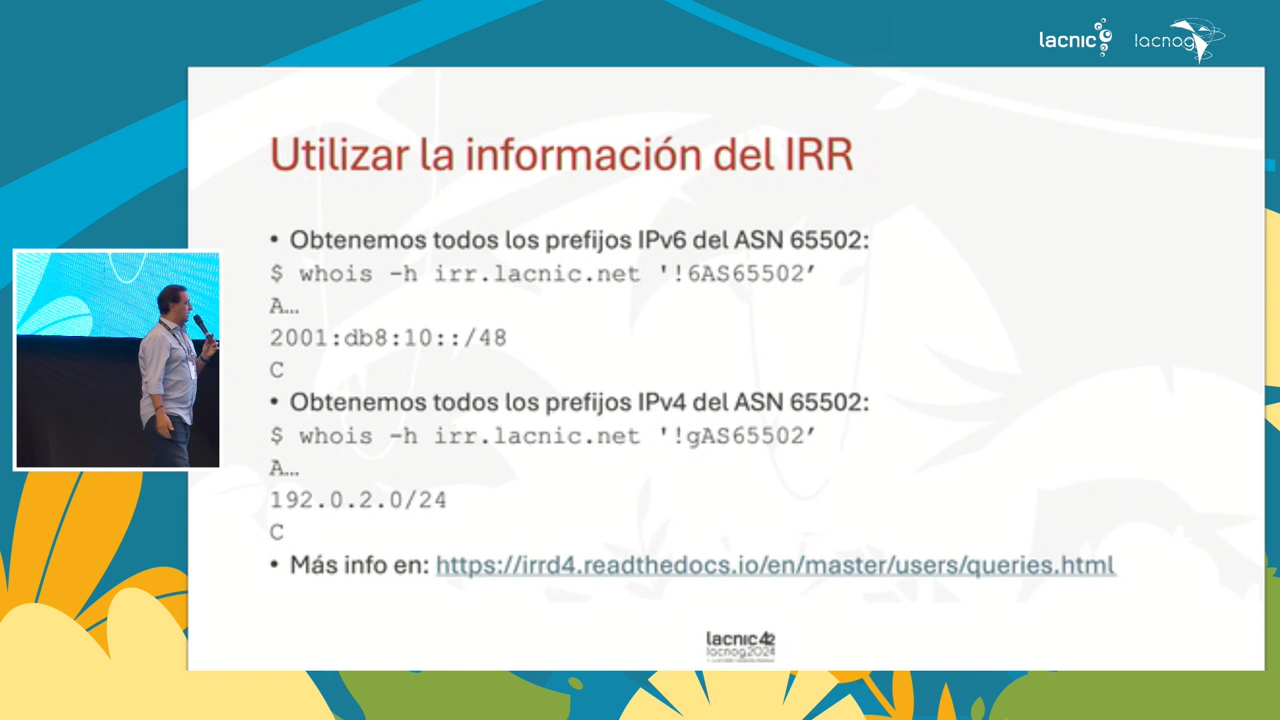 lacnic
lacnog
Utilizar la información del IRR
• Obtenemos todos los prefijos IPv6 del ASN 65502:
$ whois -h irr.lacnic.net '!6AS65502’
A…
2001:db8:10::/48
C
• Obtenemos todos los prefijos IPv4 del ASN 65502:
$ whois -h irr.lacnic.net '!gAS65502’
A…
192.0.2.0/24
C
• Más info en: https://irrd4.readthedocs.io/en/master/users/queries.html
lacnic42
lacnog2024